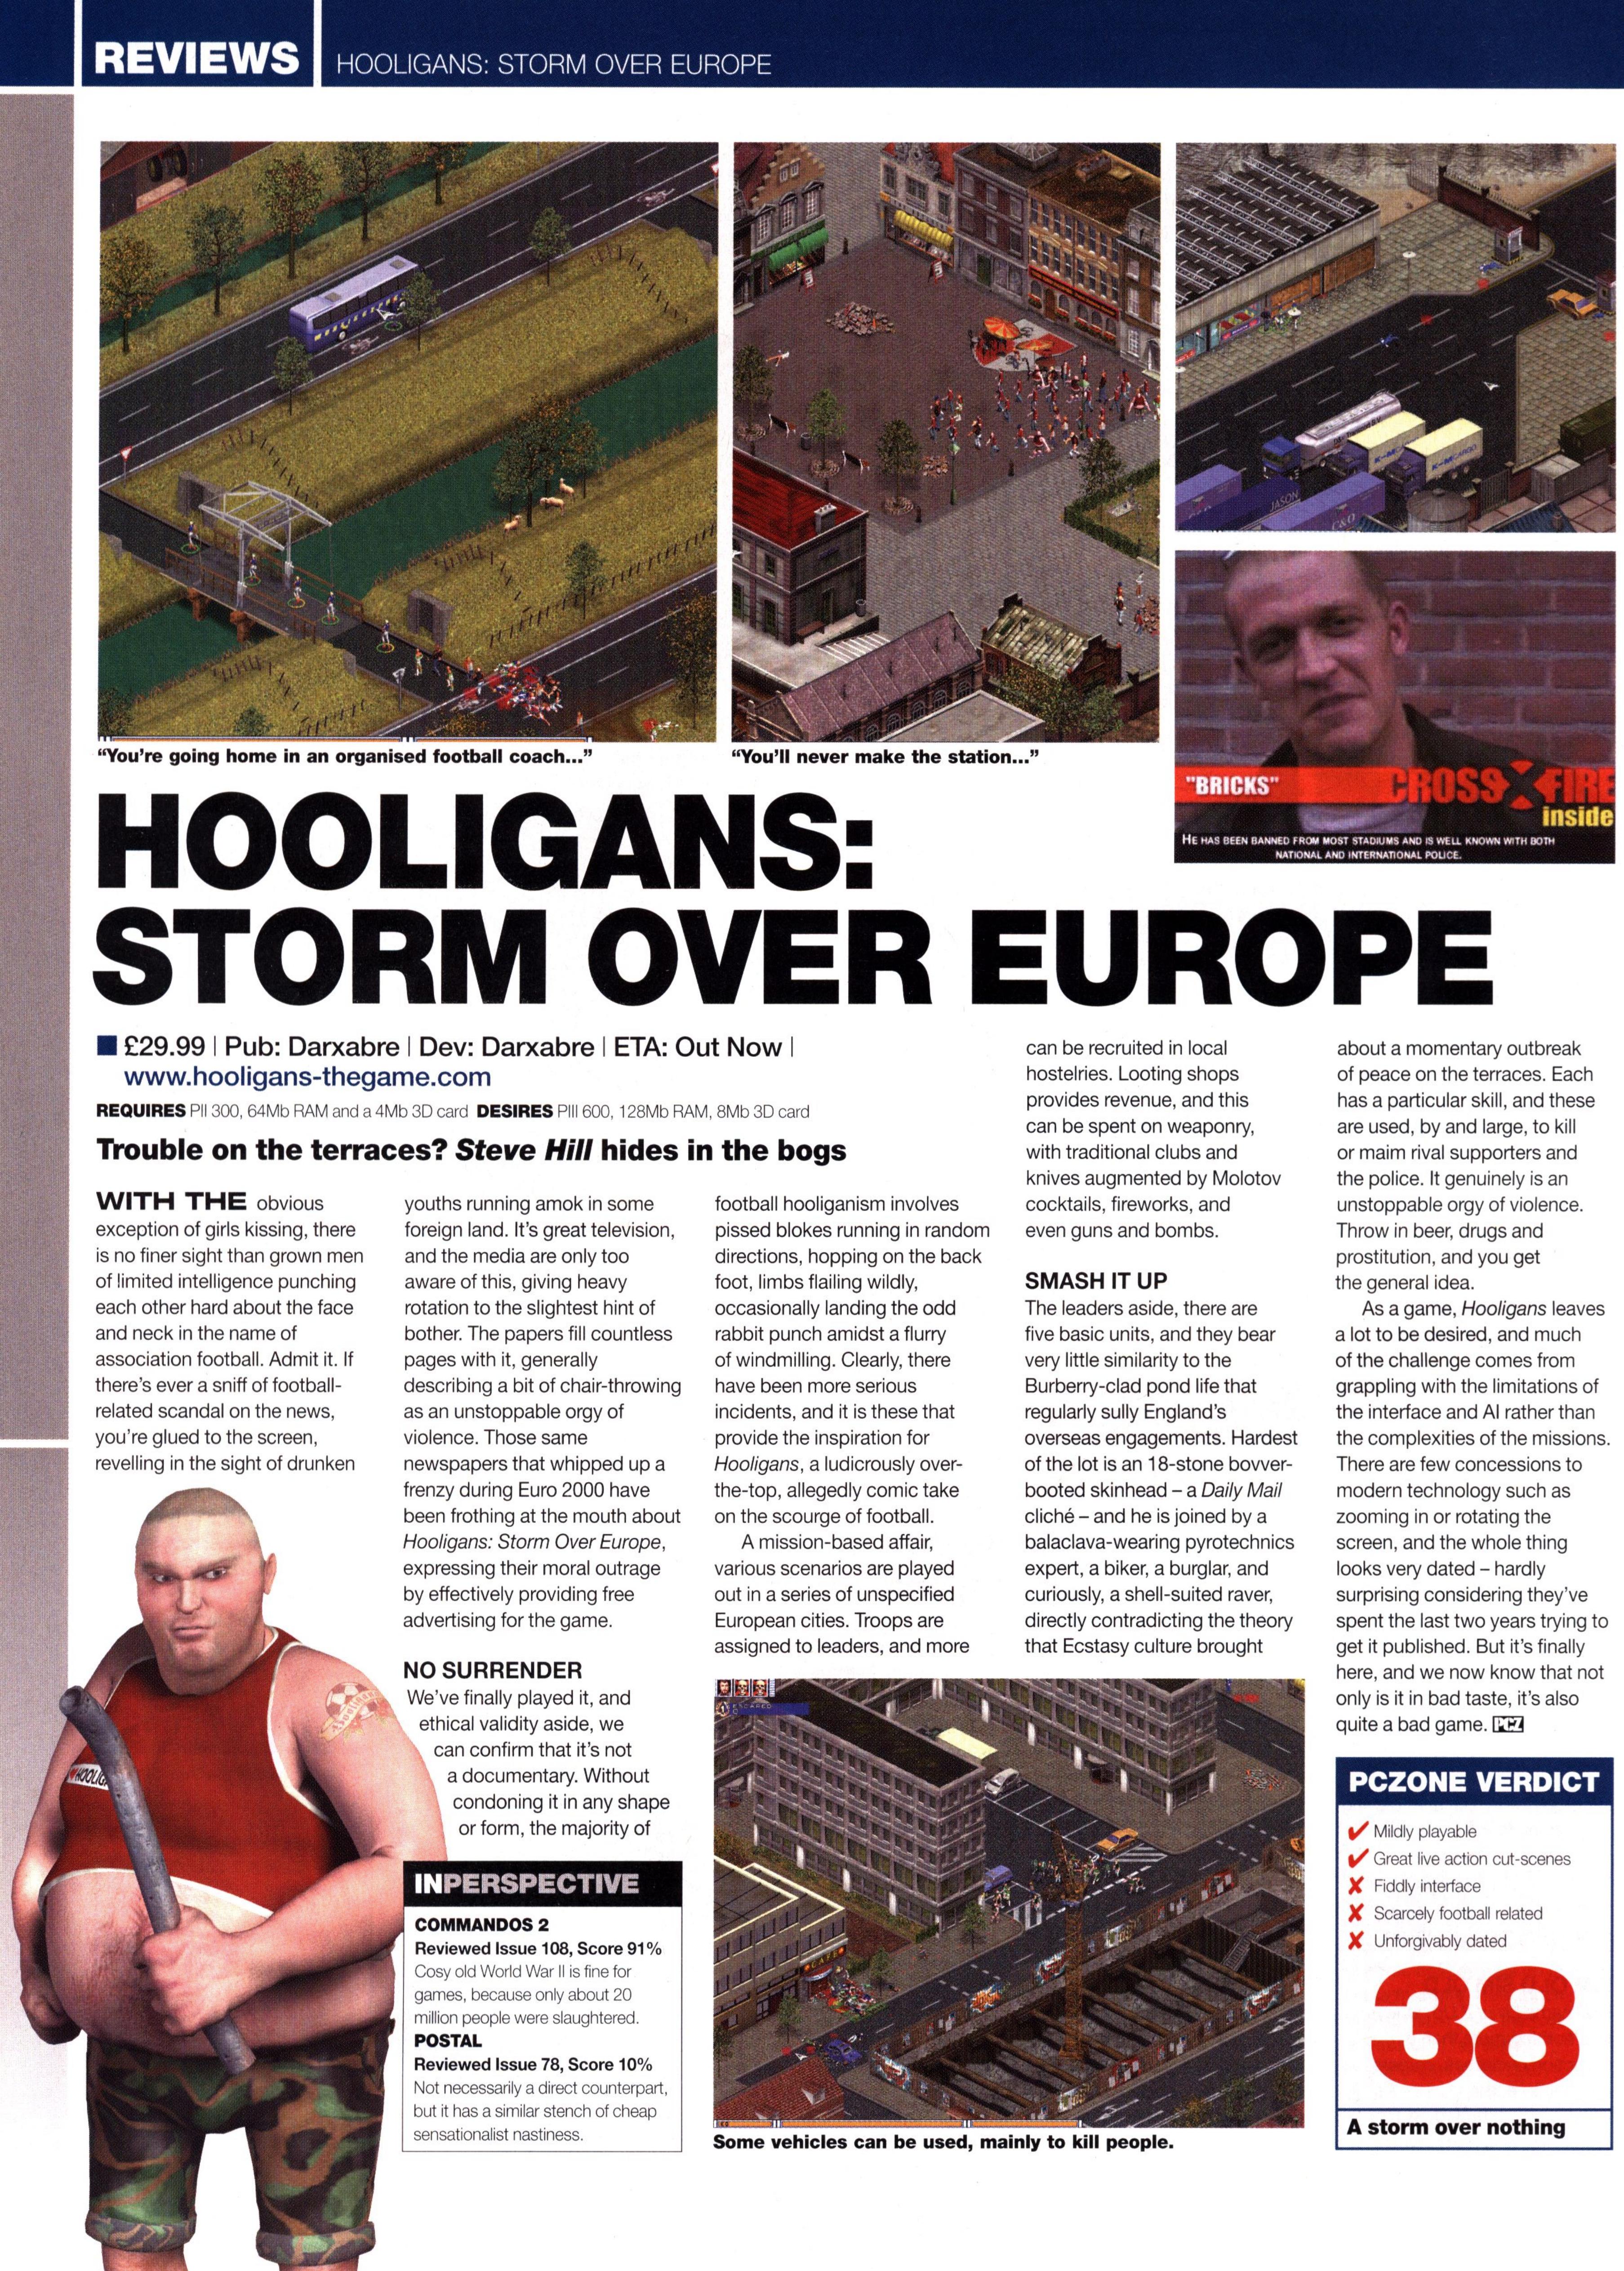 REVIEWS
HOOLIGANS: STORM OVER EUROPE
JASON
C&O
K-MCARGO
K-MCARGO
"You're going home in an organised football coach..."
"You'll never make the station..."
"BRICKS"
CROSS FIRE
inside
HE HAS BEEN BANNED FROM MOST STADIUMS AND IS WELL KNOWN WITH BOTH
NATIONAL AND INTERNATIONAL POLICE.
HOOLIGANS:
STORM OVER EUROPE
£29.99 | Pub: Darxabre | Dev: Darxabre | ETA: Out Now |
www.hooligans-thegame.com
REQUIRES PII 300, 64Mb RAM and a 4Mb 3D card DESIRES PIII 600, 128Mb RAM, 8Mb 3D card
Trouble on the terraces? Steve Hill hides in the bogs
WITH THE obvious
exception of girls kissing, there
is no finer sight than grown men
of limited intelligence punching
each other hard about the face
and neck in the name of
association football. Admit it. If
there's ever a sniff of football-
related scandal on the news,
you're glued to the screen,
revelling in the sight of drunken
youths running amok in some
foreign land. It's great television,
and the media are only too
aware of this, giving heavy
rotation to the slightest hint of
bother. The papers fill countless
pages with it, generally
describing a bit of chair-throwing
as an unstoppable orgy of
violence. Those same
newspapers that whipped up a
frenzy during Euro 2000 have
been frothing at the mouth about
Hooligans: Storm Over Europe,
expressing their moral outrage
by effectively providing free
advertising for the game.
NO SURRENDER
We've finally played it, and
ethical validity aside, we
can confirm that it's not
a documentary. Without
condoning it in any shape
or form, the majority of
football hooliganism involves
pissed blokes running in random
directions, hopping on the back
foot, limbs flailing wildly,
occasionally landing the odd
rabbit punch amidst a flurry
of windmilling. Clearly, there
have been more serious
incidents, and it is these that
provide the inspiration for
Hooligans, a ludicrously over-
the-top, allegedly comic take
on the scourge of football.
A mission-based affair,
various scenarios are played
out in a series of unspecified
European cities. Troops are
assigned to leaders, and more
can be recruited in local
hostelries. Looting shops
provides revenue, and this
can be spent on weaponry,
with traditional clubs and
knives augmented by Molotov
cocktails, fireworks, and
even guns and bombs.
SMASH IT UP
The leaders aside, there are
five basic units, and they bear
very little similarity to the
Burberry-clad pond life that
regularly sully England's
overseas engagements. Hardest
of the lot is an 18-stone bovver-
booted skinhead – a Daily Mail
cliché – and he is joined by a
balaclava-wearing pyrotechnics
expert, a biker, a burglar, and
curiously, a shell-suited raver,
directly contradicting the theory
that Ecstasy culture brought
about a momentary outbreak
of peace on the terraces. Each
has a particular skill, and these
are used, by and large, to kill
or maim rival supporters and
the police. It genuinely is an
unstoppable orgy of violence.
Throw in beer, drugs and
prostitution, and you get
the general idea.
As a game, Hooligans leaves
a lot to be desired, and much
of the challenge comes from
grappling with the limitations of
the interface and AI rather than
the complexities of the missions.
There are few concessions to
modern technology such as
zooming in or rotating the
screen, and the whole thing
looks very dated – hardly
surprising considering they've
spent the last two years trying to
get it published. But it's finally
here, and we now know that not
only is it in bad taste, it's also
quite a bad game. PCZ
HOOLIG
INPERSPECTIVE
COMMANDOS 2
Reviewed Issue 108, Score 91%
Cosy old World War II is fine for
games, because only about 20
million people were slaughtered.
POSTAL
Reviewed Issue 78, Score 10%
Not necessarily a direct counterpart,
but it has a similar stench of cheap
sensationalist nastiness.
CAFE
Some vehicles can be used, mainly to kill people.
PCZONE VERDICT
✔ Mildly playable
✔ Great live action cut-scenes
✘ Fiddly interface
✘ Scarcely football related
✘ Unforgivably dated
38
A storm over nothing